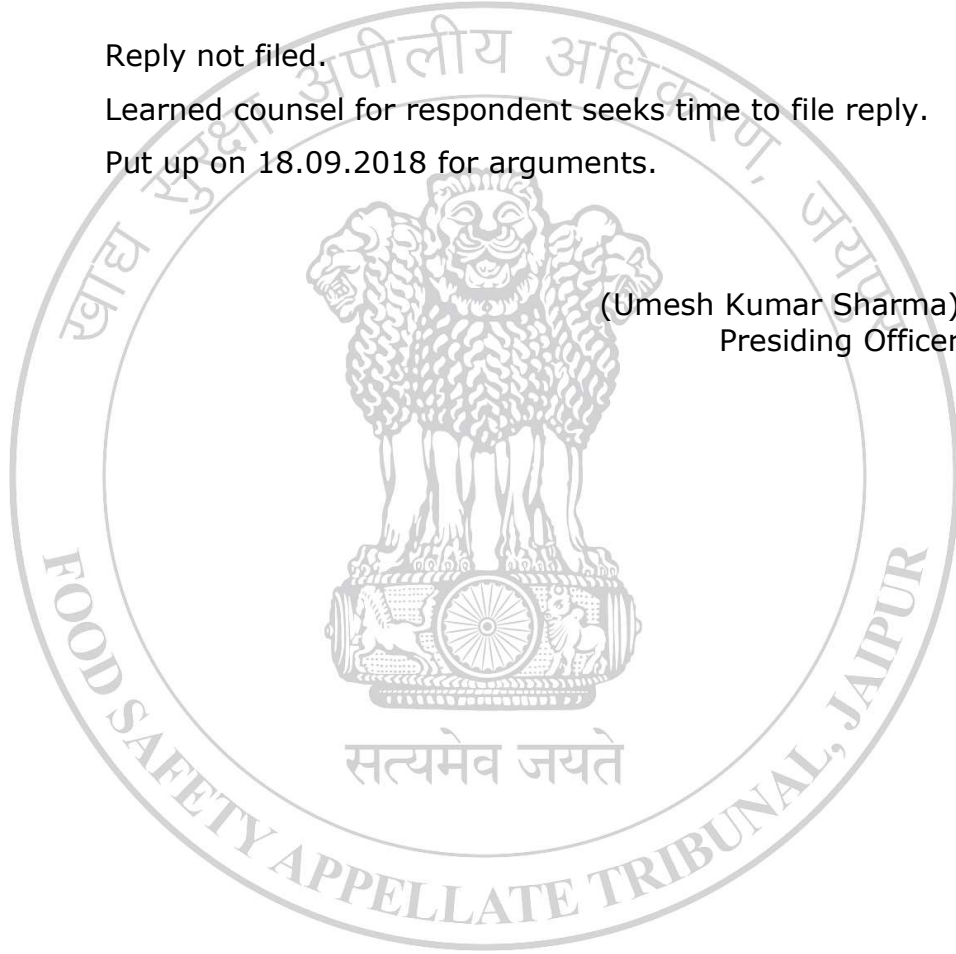 Reply not filed.
Learned counsel for respondent seeks time to file reply.
Put up on 18.09.2018 for arguments.
(Umesh Kumar Sharma)
Presiding Officer
खाद्य सुरक्षा अपीलीय अधिकरण, जयपुर
सत्यमेव जयते
FOOD SAFETY APPELLATE TRIBUNAL, JAIPUR